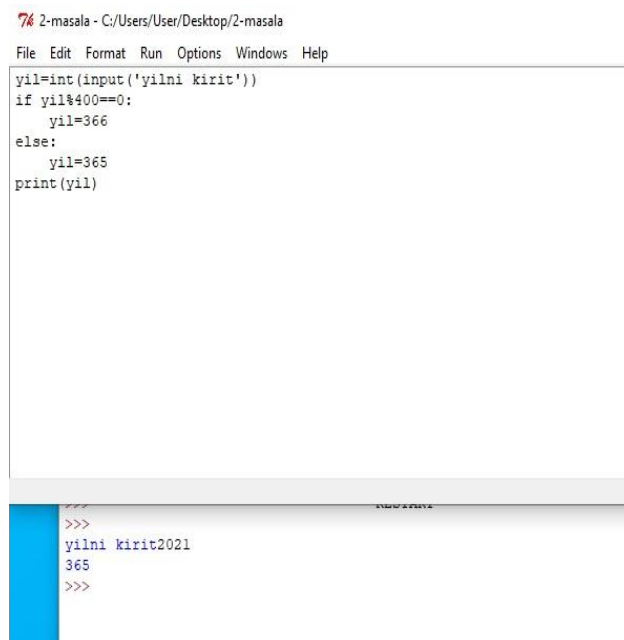 2-masala - C:/Users/User/Desktop/2-masala
File Edit Format Run Options Windows Help
yil=int(input('yilni kirit'))
if yil%400==0:
    yil=366
else:
    yil=365
print(yil)
>>> RESTART
>>>
yilni kirit2021
365
>>>